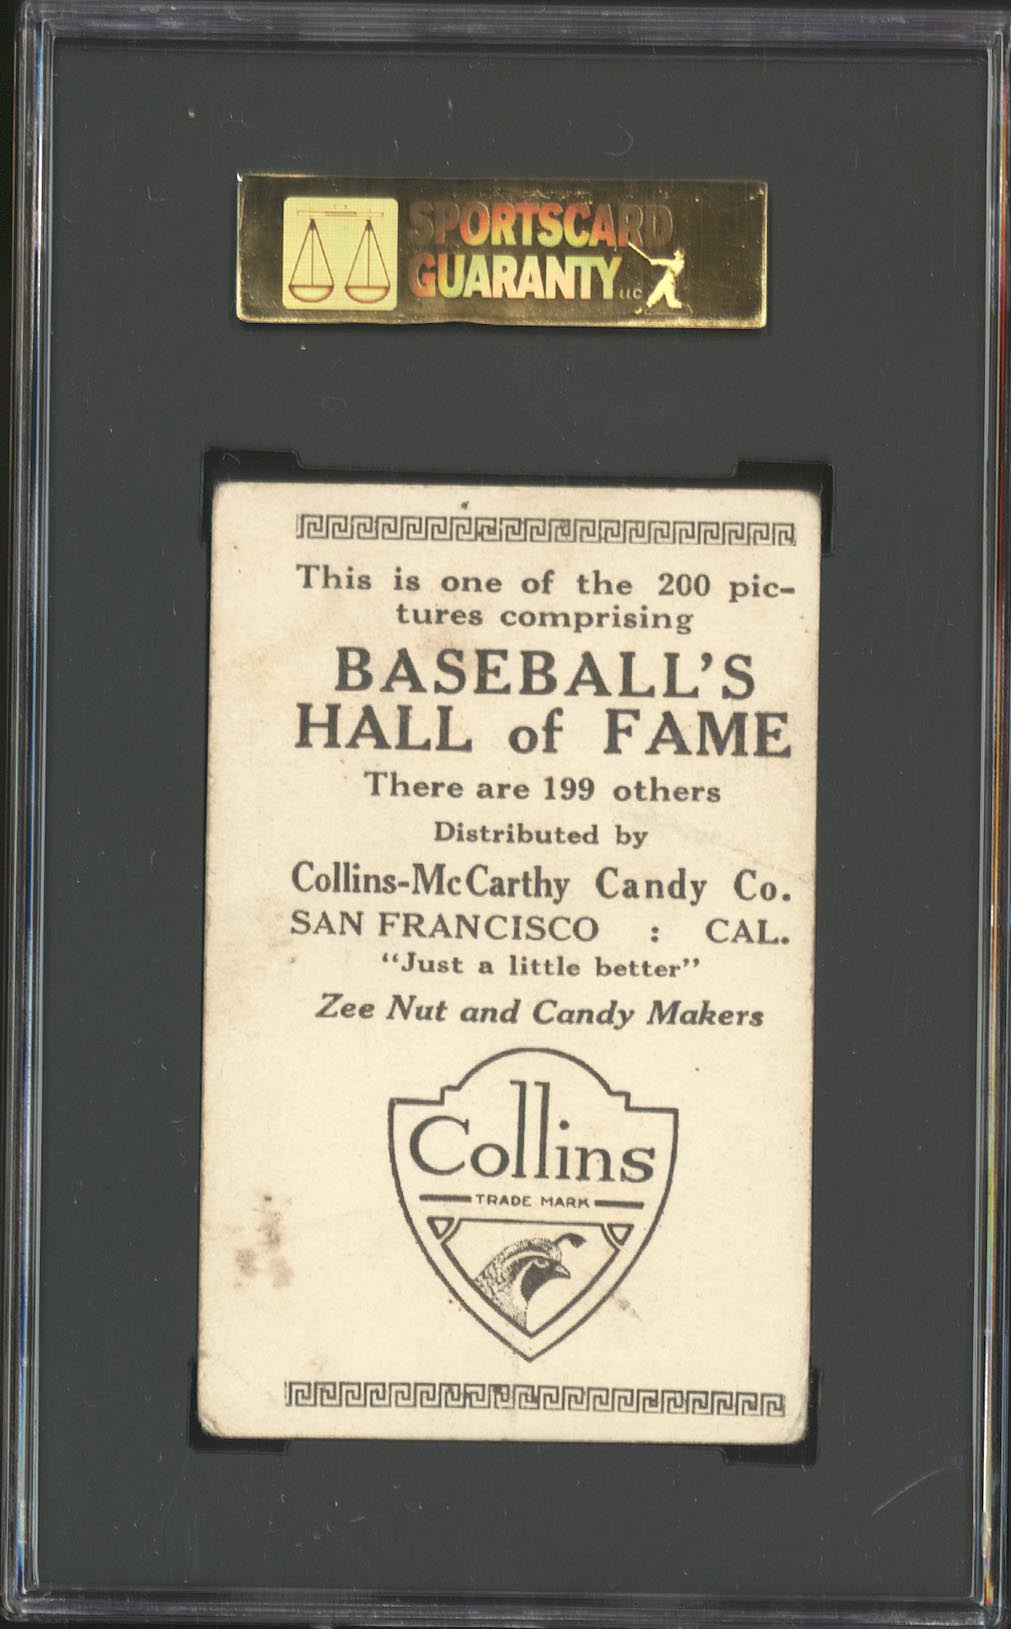 SPORTSCARD
GUARANTY LLC
This is one of the 200 pic-
tures comprising
BASEBALL'S
HALL of FAME
There are 199 others
Distributed by
Collins-McCarthy Candy Co.
SAN FRANCISCO : CAL.
"Just a little better"
Zee Nut and Candy Makers
Collins
TRADE MARK